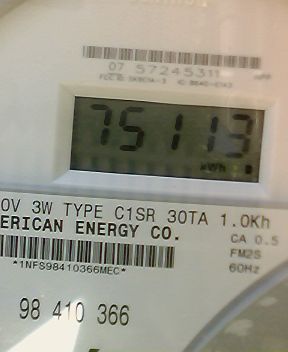 07 57245311
75113
kWh
0V 3W TYPE C1SR 30TA 1.0Kh
ERICAN ENERGY CO. CA 0.5
FM2S
*1NFS98410366MEC* 60Hz
98 410 366